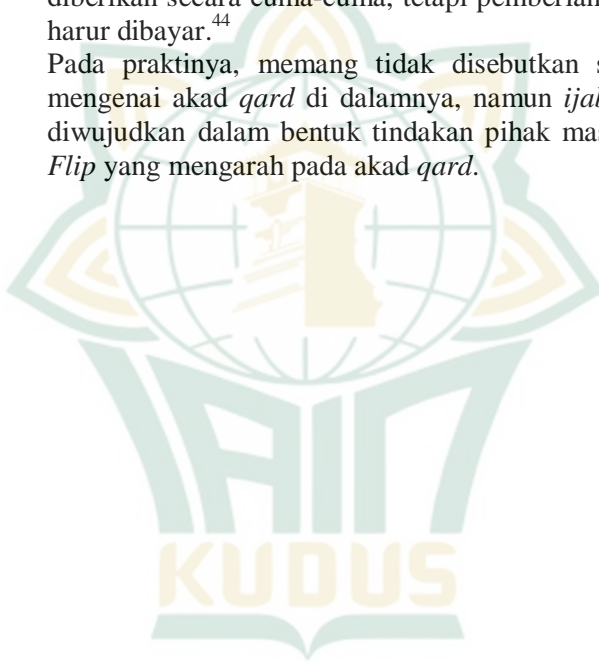 diberikan secara cuma-cuma, tetapi
harur dibayar.44
Pada praktinya, memang tidak disebutkan
mengenai akad qard di dalamnya, namun
diwujudkan dalam bentuk tindakan pihak
Flip yang mengarah pada akad qard.
IAIN
KUDUS